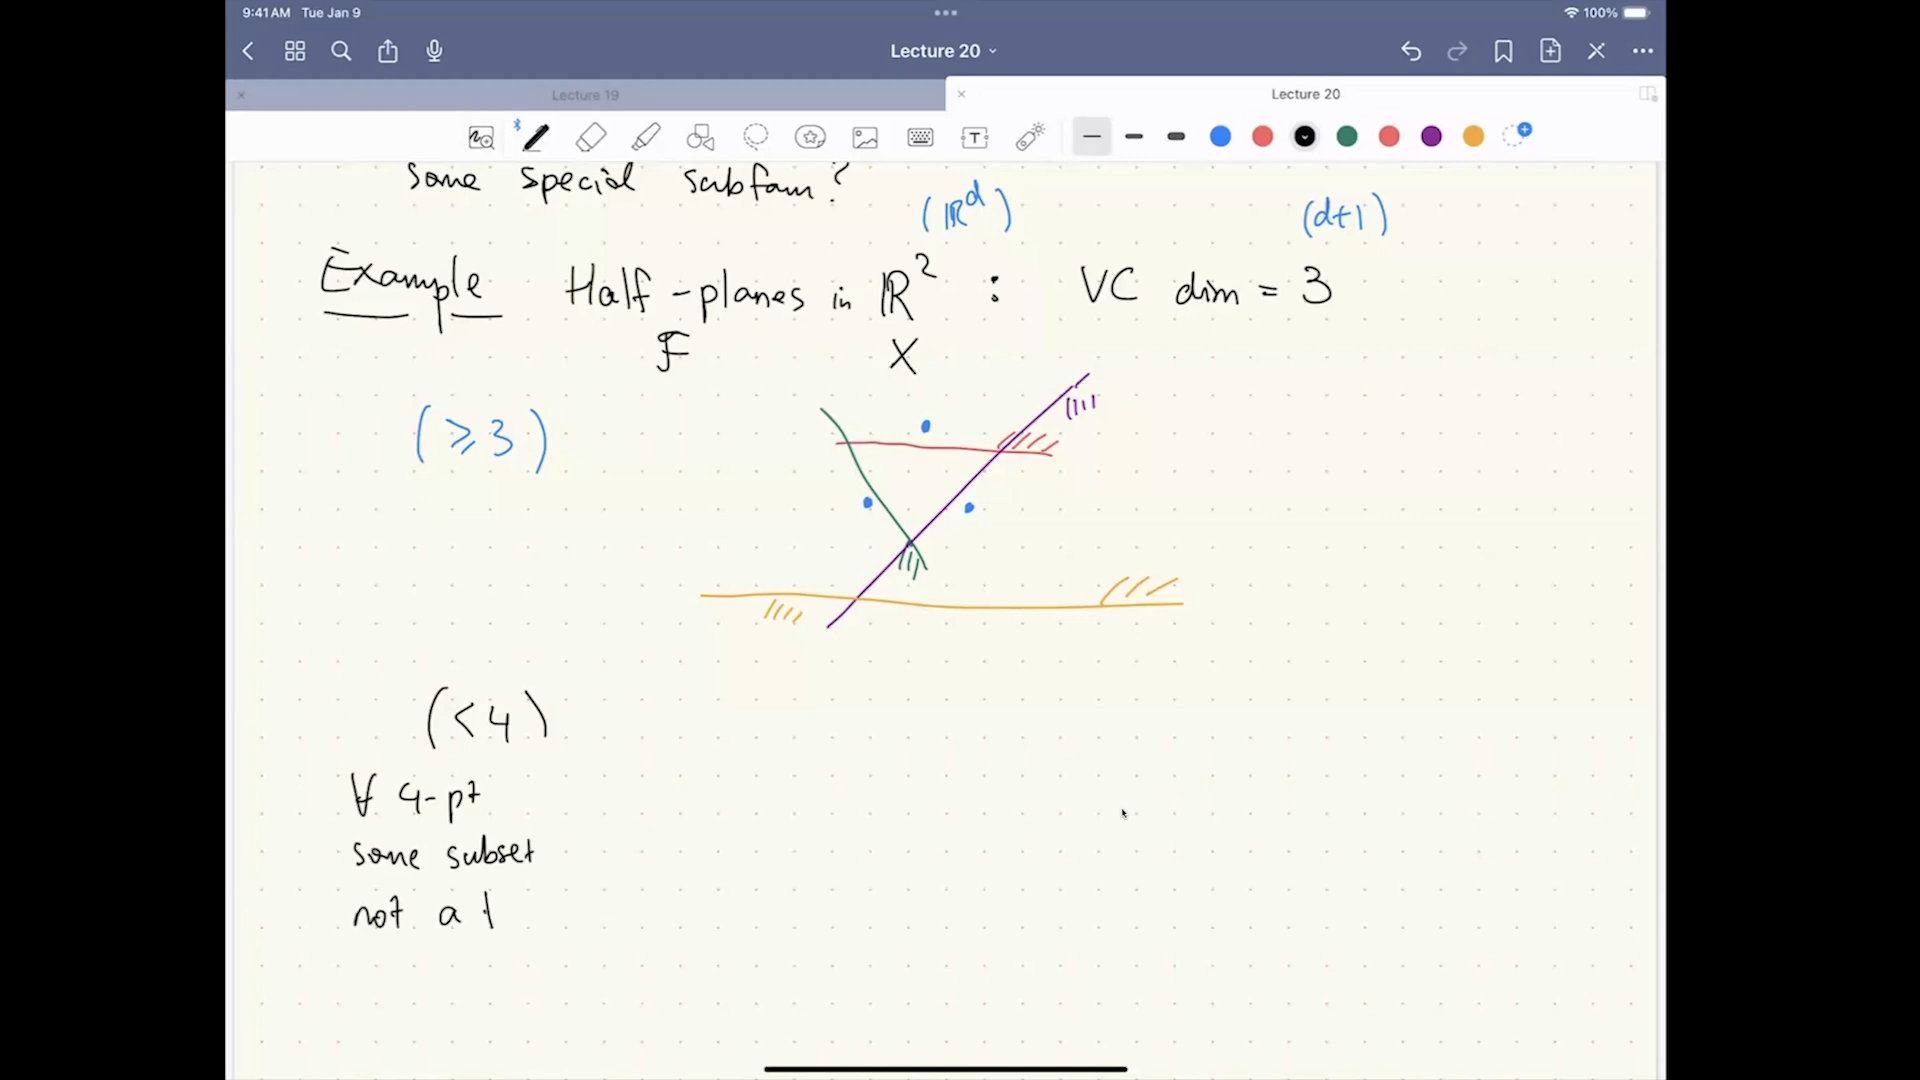 9:41 AM Tue Jan 9
100%
Lecture 20
Lecture 19
Lecture 20
some special subfam?
(ℝᵈ) (d+1)
Example Half-planes in ℝ² : VC dim = 3
F X
(≥3)
(<4)
∀ 4-pt
some subset
not a